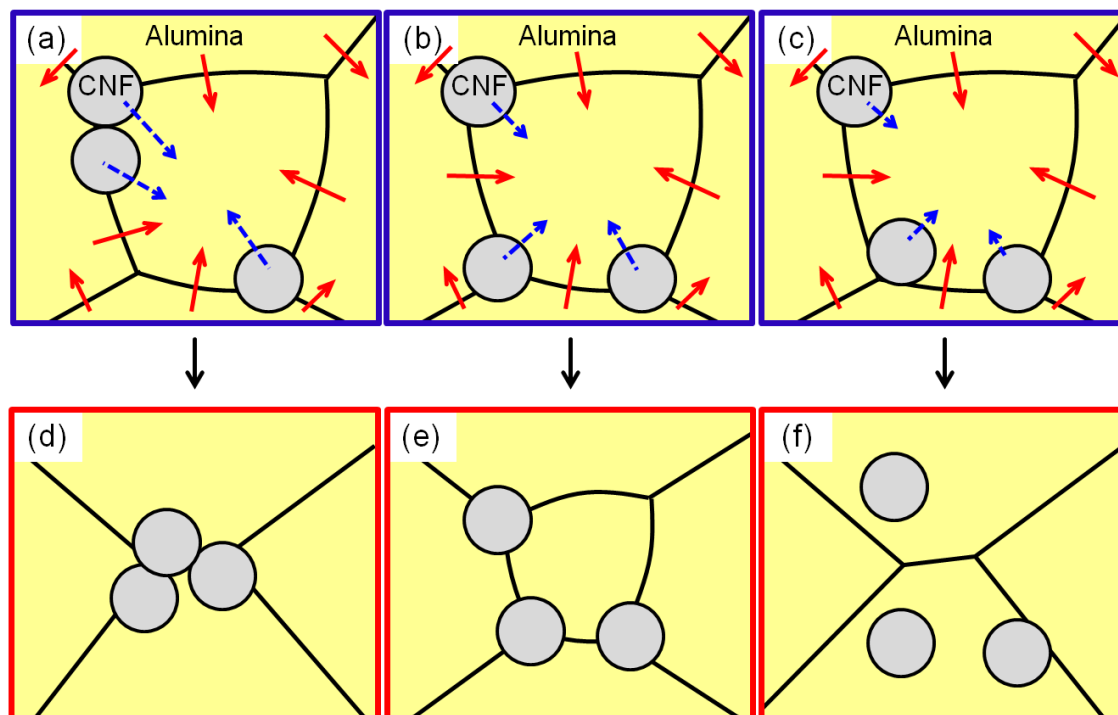 (a) Alumina
CNF
(b) Alumina
CNF
(c) Alumina
CNF
(d)
(e)
(f)